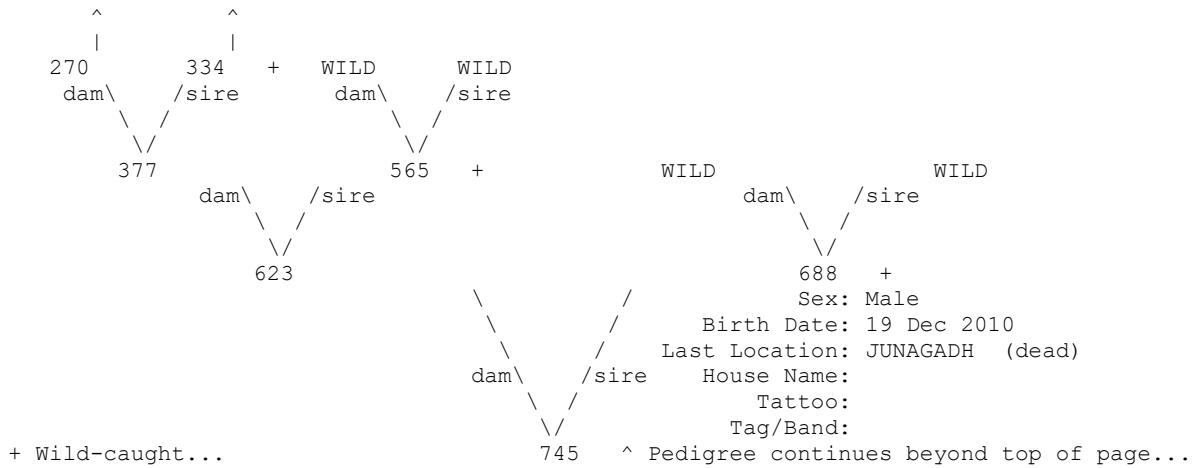 ^ ^
| |
270 334 + WILD WILD
dam\ /sire dam\ /sire
\ / \ /
\/ \/
377 565 + WILD WILD
dam\ /sire dam\ /sire
\ / \ /
\/ \/
623 688 +
\ / Sex: Male
\ / Birth Date: 19 Dec 2010
\ / Last Location: JUNAGADH (dead)
dam\ /sire House Name:
\ / Tattoo:
\/ Tag/Band:
+ Wild-caught... 745 ^ Pedigree continues beyond top of page...